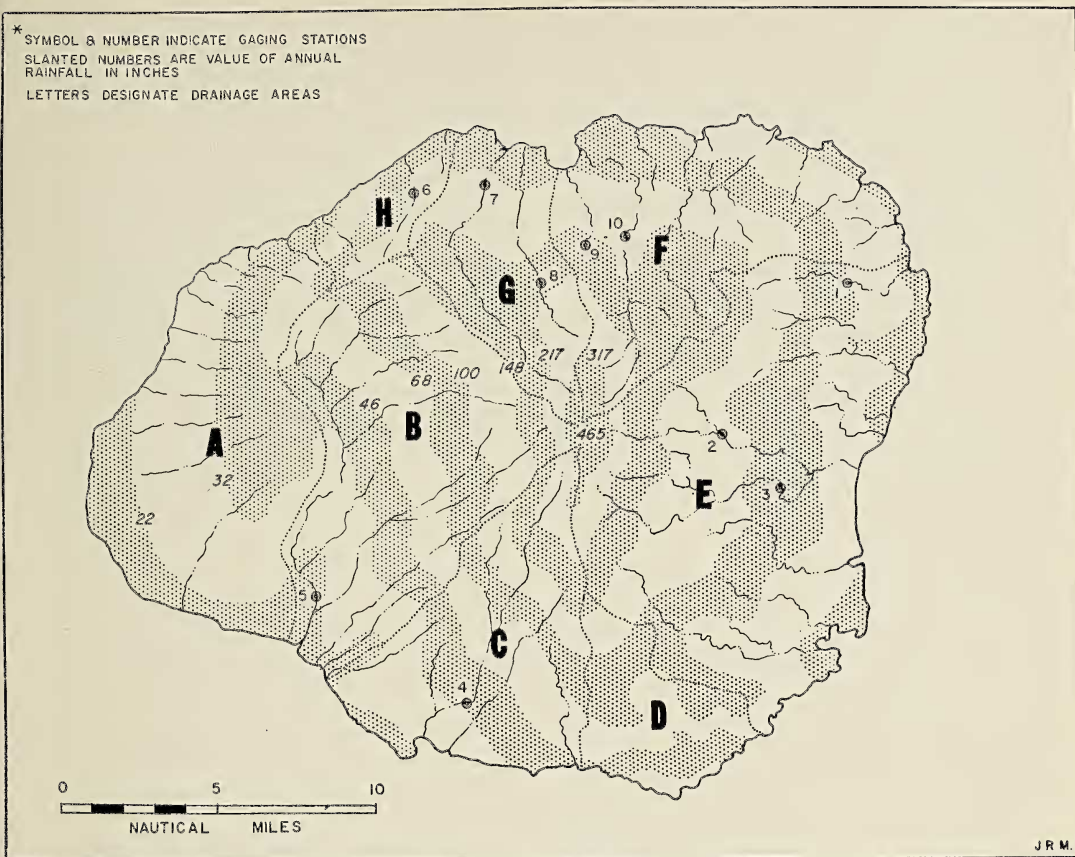 * SYMBOL & NUMBER INDICATE GAGING STATIONS
SLANTED NUMBERS ARE VALUE OF ANNUAL
RAINFALL IN INCHES
LETTERS DESIGNATE DRAINAGE AREAS
6
7
H
10
9
F
8
1
G
217
317
148
100
68
46
B
A
465
2
32
3
E
22
5
C
4
D
0 5 10
NAUTICAL MILES
J R M.